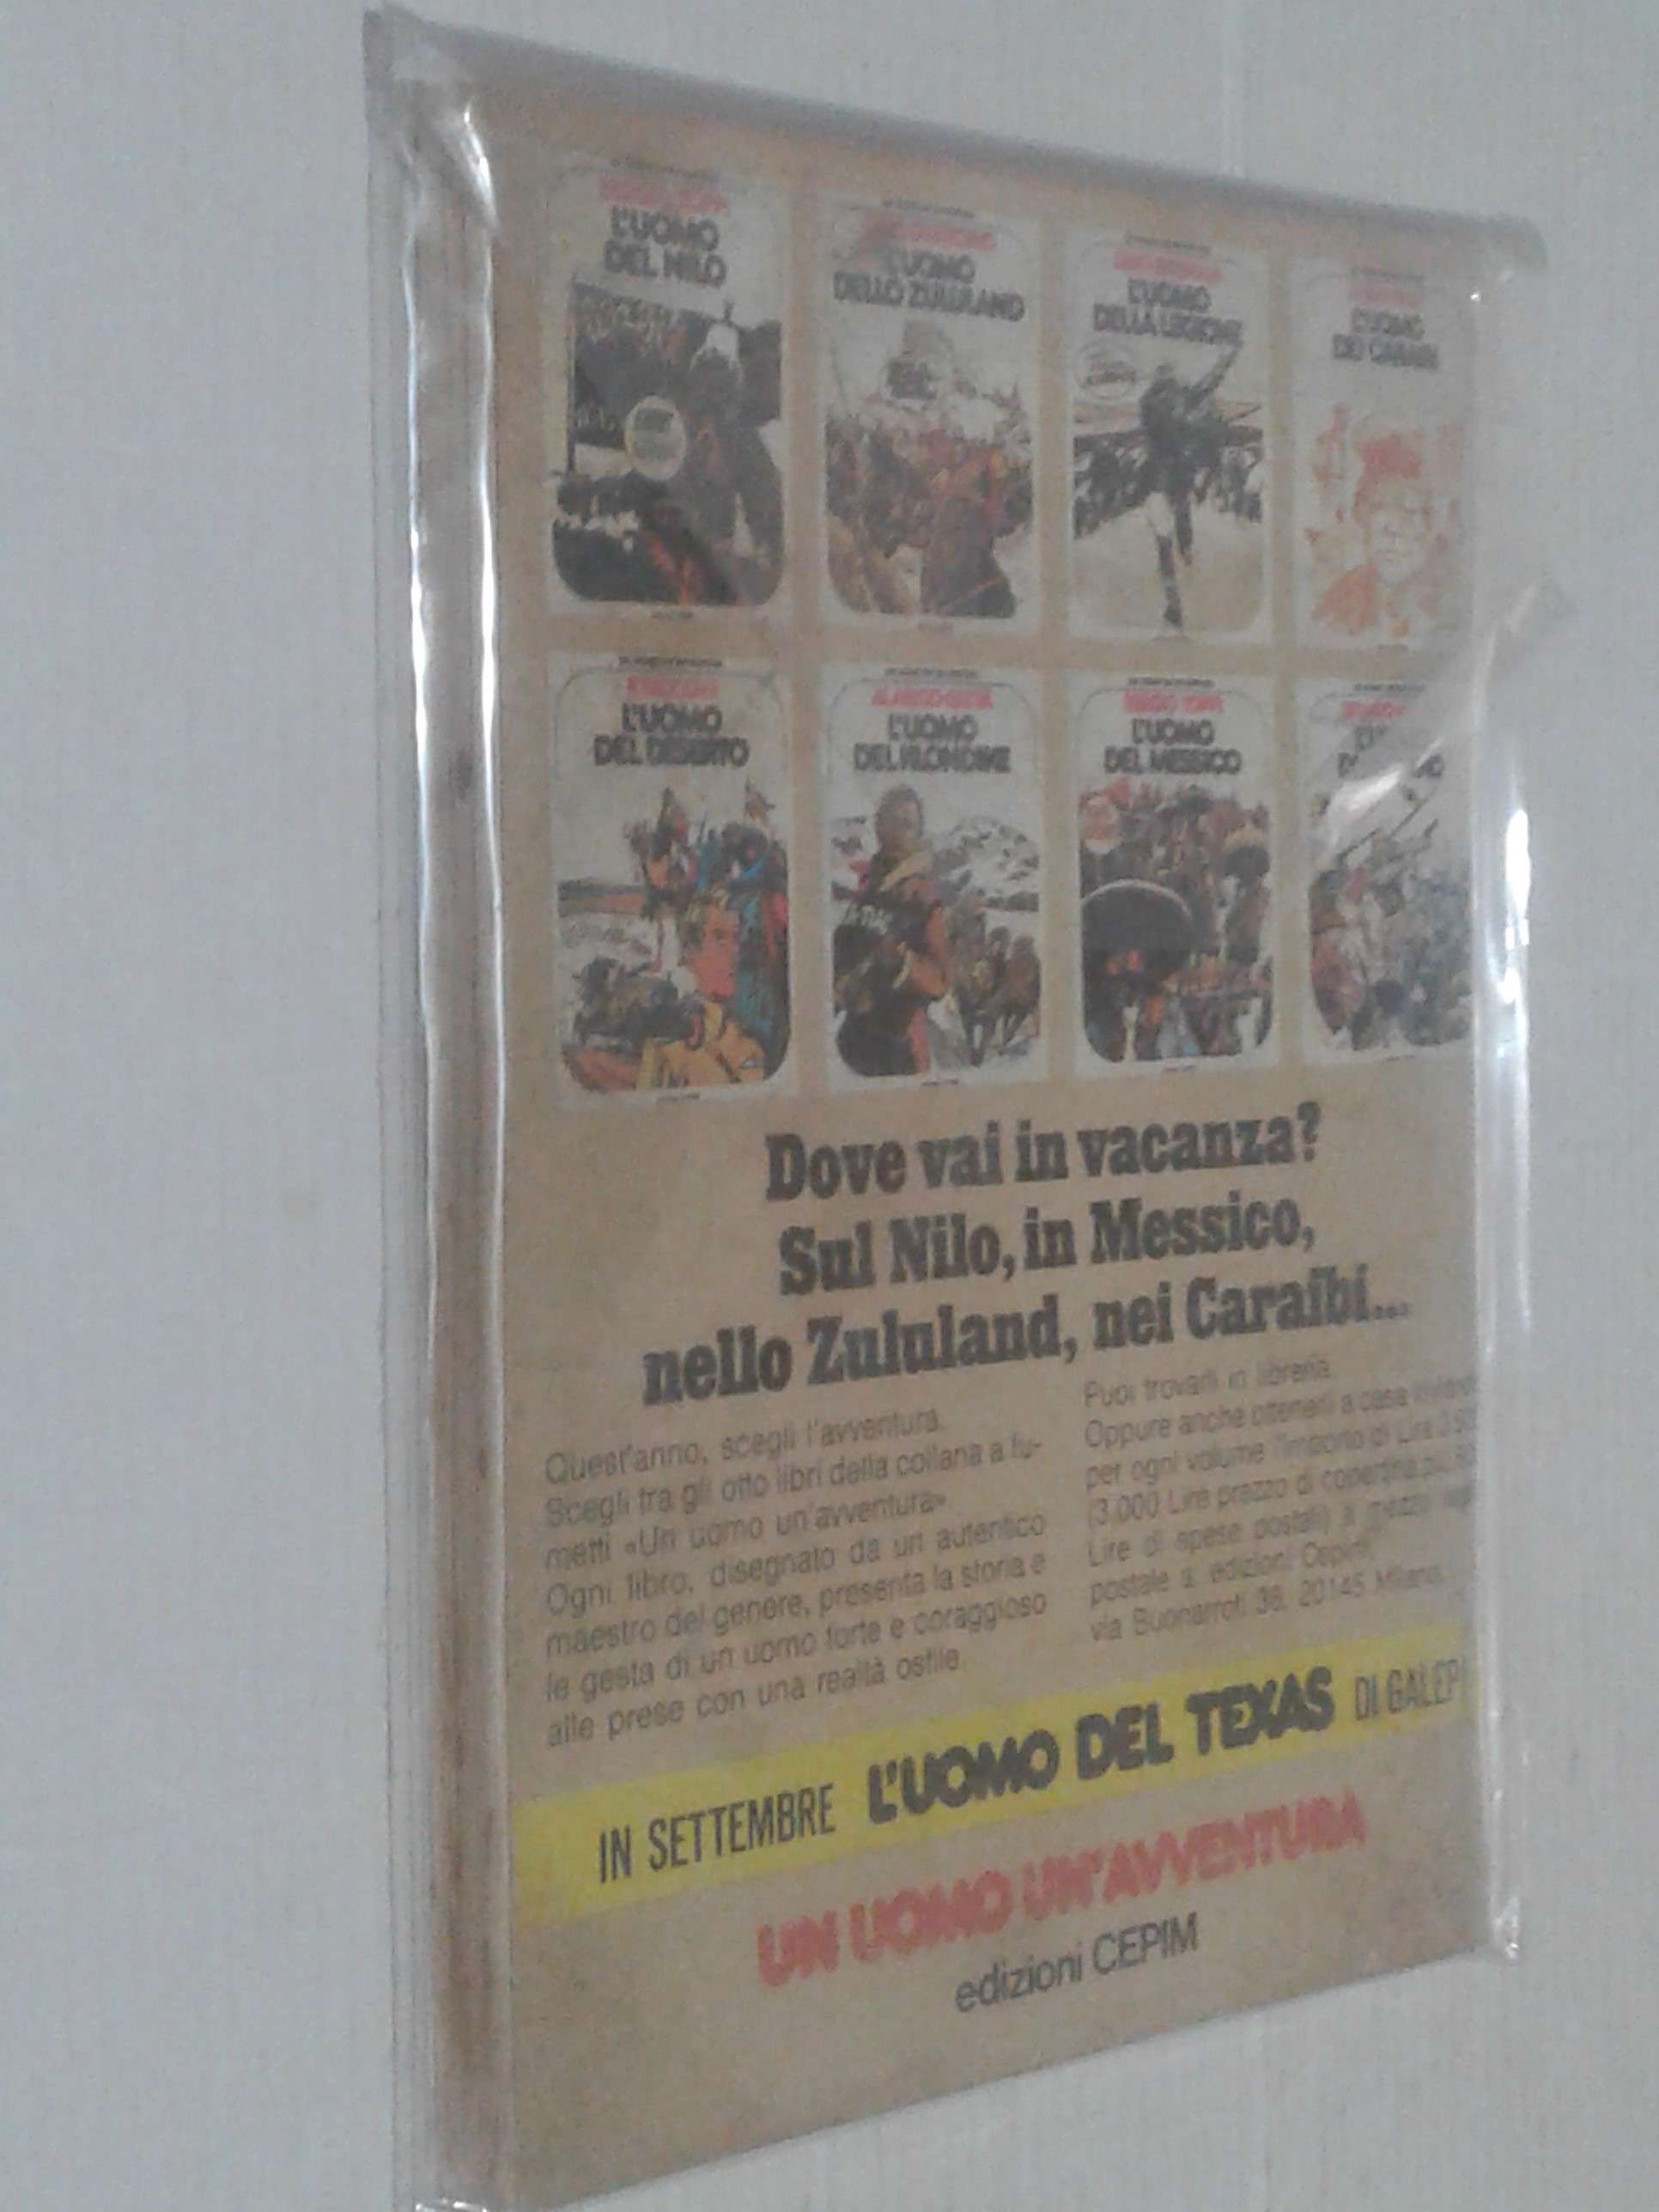 L'UOMO
DEL NILO
L'UOMO
DELLO ZULULAND
L'UOMO
DELLA LEGIONE
L'UOMO
DEI CARAIBI
L'UOMO
DEL DESERTO
L'UOMO
DEL KLONDIKE
SERGIO TOPPI
L'UOMO
DEL MESSICO
Dove vai in vacanza?
Sul Nilo, in Messico,
nello Zululand, nei Caraibi...
Quest'anno, scegli l'avventura.
Scegli tra gli otto libri della collana a fu-
metti «Un uomo un'avventura».
Ogni libro, disegnato da un autentico
maestro del genere, presenta la storia e
le gesta di un uomo forte e coraggioso
alle prese con una realtà ostile.
Puoi trovarli in libreria.
Oppure anche ottenerli a casa
per ogni volume l'importo di Lire
(3.000 Lire prezzo di copertina più
Lire di spese postali) a mezzo
postale a: edizioni Cepim,
via Buonarroti 38, 20145 Milano.
IN SETTEMBRE L'UOMO DEL TEXAS DI GALEP
UN UOMO UN'AVVENTURA
edizioni CEPIM